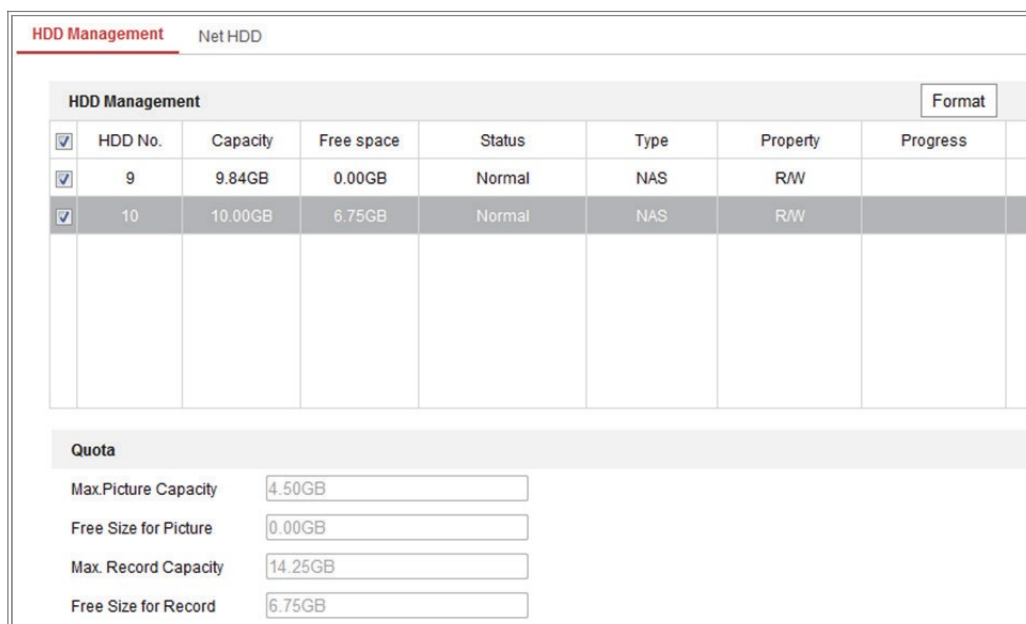 HDD Management Net HDD
HDD Management Format
HDD No. Capacity Free space Status Type Property Progress
9 9.84GB 0.00GB Normal NAS R/W
10 10.00GB 6.75GB Normal NAS R/W
Quota
Max.Picture Capacity 4.50GB
Free Size for Picture 0.00GB
Max. Record Capacity 14.25GB
Free Size for Record 6.75GB